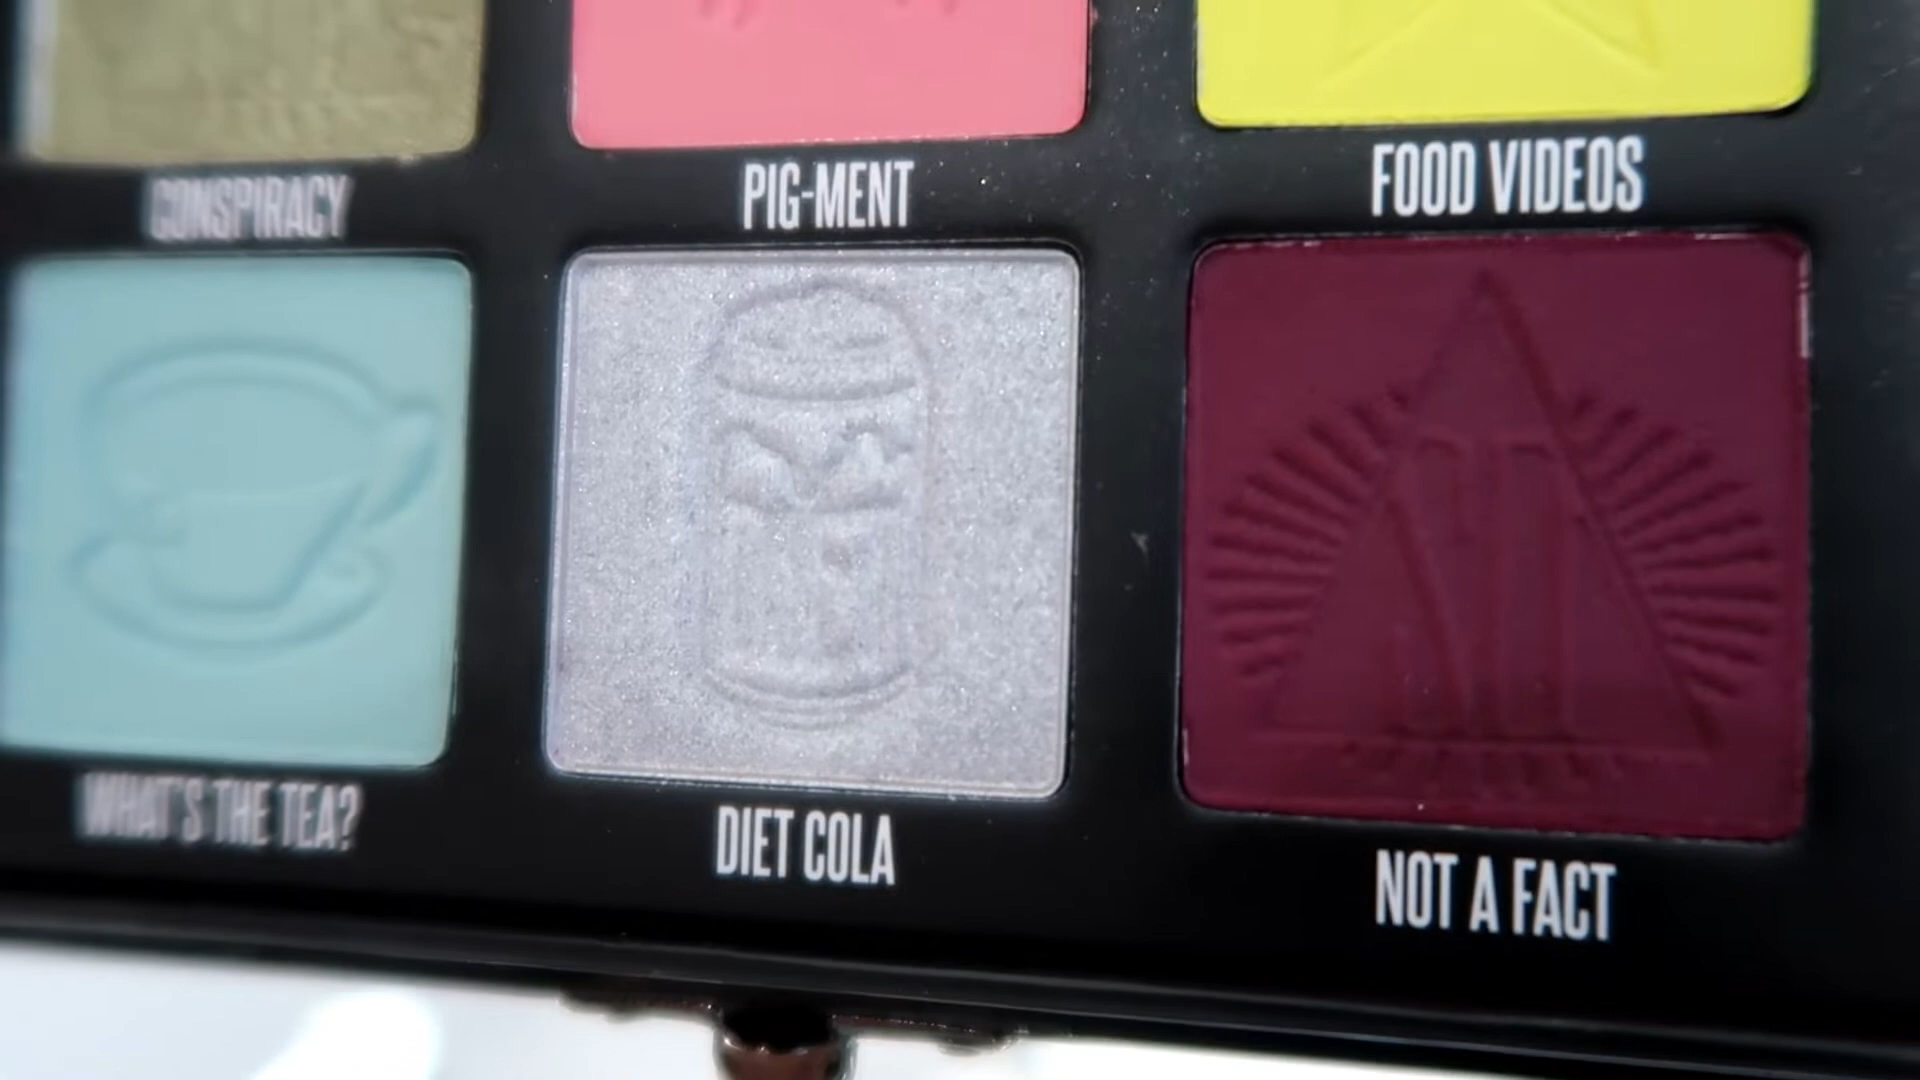 CONSPIRACY
PIG-MENT
FOOD VIDEOS
WHAT'S THE TEA?
DIET COLA
NOT A FACT